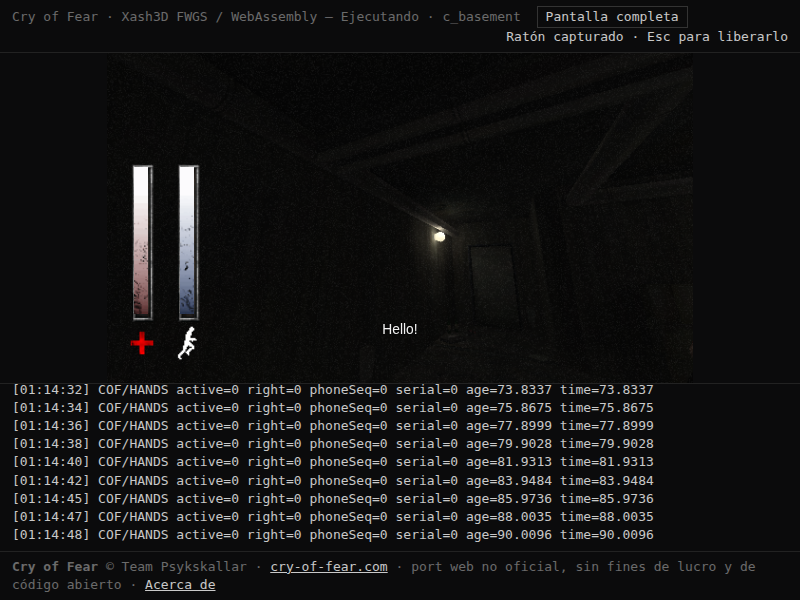 Cry of Fear · Xash3D FWGS / WebAssembly — Ejecutando · c_basement
Pantalla completa
Ratón capturado · Esc para liberarlo
Hello!
[01:14:32] COF/HANDS active=0 right=0 phoneSeq=0 serial=0 age=73.8337 time=73.8337
[01:14:34] COF/HANDS active=0 right=0 phoneSeq=0 serial=0 age=75.8675 time=75.8675
[01:14:36] COF/HANDS active=0 right=0 phoneSeq=0 serial=0 age=77.8999 time=77.8999
[01:14:38] COF/HANDS active=0 right=0 phoneSeq=0 serial=0 age=79.9028 time=79.9028
[01:14:40] COF/HANDS active=0 right=0 phoneSeq=0 serial=0 age=81.9313 time=81.9313
[01:14:42] COF/HANDS active=0 right=0 phoneSeq=0 serial=0 age=83.9484 time=83.9484
[01:14:45] COF/HANDS active=0 right=0 phoneSeq=0 serial=0 age=85.9736 time=85.9736
[01:14:47] COF/HANDS active=0 right=0 phoneSeq=0 serial=0 age=88.0035 time=88.0035
[01:14:48] COF/HANDS active=0 right=0 phoneSeq=0 serial=0 age=90.0096 time=90.0096
Cry of Fear © Team Psykskallar · cry-of-fear.com · port web no oficial, sin fines de lucro y de
código abierto · Acerca de